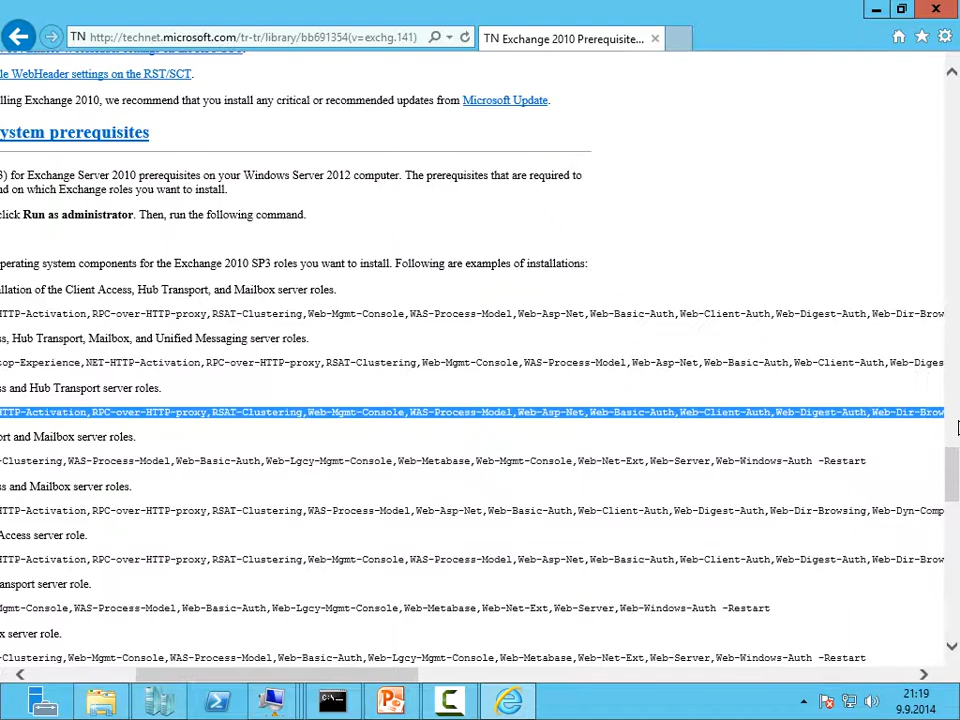 TN http://technet.microsoft.com/tr-tr/library/bb691354(v=exchg.141)
TN Exchange 2010 Prerequisite...
le WebHeader settings on the RST/SCT.
lling Exchange 2010, we recommend that you install any critical or recommended updates from Microsoft Update.
ystem prerequisites
3) for Exchange Server 2010 prerequisites on your Windows Server 2012 computer. The prerequisites that are required to
nd on which Exchange roles you want to install.
click Run as administrator. Then, run the following command.
perating system components for the Exchange 2010 SP3 roles you want to install. Following are examples of installations:
llation of the Client Access, Hub Transport, and Mailbox server roles.
HTTP-Activation,RPC-over-HTTP-proxy,RSAT-Clustering,Web-Mgmt-Console,WAS-Process-Model,Web-Asp-Net,Web-Basic-Auth,Web-Client-Auth,Web-Digest-Auth,Web-Dir-Brow
s, Hub Transport, Mailbox, and Unified Messaging server roles.
top-Experience,NET-HTTP-Activation,RPC-over-HTTP-proxy,RSAT-Clustering,Web-Mgmt-Console,WAS-Process-Model,Web-Asp-Net,Web-Basic-Auth,Web-Client-Auth,Web-Diges
ss and Hub Transport server roles.
HTTP-Activation,RPC-over-HTTP-proxy,RSAT-Clustering,Web-Mgmt-Console,WAS-Process-Model,Web-Asp-Net,Web-Basic-Auth,Web-Client-Auth,Web-Digest-Auth,Web-Dir-Brow
ort and Mailbox server roles.
-Clustering,WAS-Process-Model,Web-Basic-Auth,Web-Lgcy-Mgmt-Console,Web-Metabase,Web-Mgmt-Console,Web-Net-Ext,Web-Server,Web-Windows-Auth -Restart
ss and Mailbox server roles.
HTTP-Activation,RPC-over-HTTP-proxy,RSAT-Clustering,WAS-Process-Model,Web-Asp-Net,Web-Basic-Auth,Web-Client-Auth,Web-Digest-Auth,Web-Dir-Browsing,Web-Dyn-Comp
Access server role.
HTTP-Activation,RPC-over-HTTP-proxy,RSAT-Clustering,Web-Mgmt-Console,WAS-Process-Model,Web-Asp-Net,Web-Basic-Auth,Web-Client-Auth,Web-Digest-Auth,Web-Dir-Brow
ansport server role.
Mgmt-Console,WAS-Process-Model,Web-Basic-Auth,Web-Lgcy-Mgmt-Console,Web-Metabase,Web-Net-Ext,Web-Server,Web-Windows-Auth -Restart
x server role.
-Clustering,Web-Mgmt-Console,WAS-Process-Model,Web-Basic-Auth,Web-Lgcy-Mgmt-Console,Web-Metabase,Web-Net-Ext,Web-Server,Web-Windows-Auth -Restart
21:19
9.9.2014